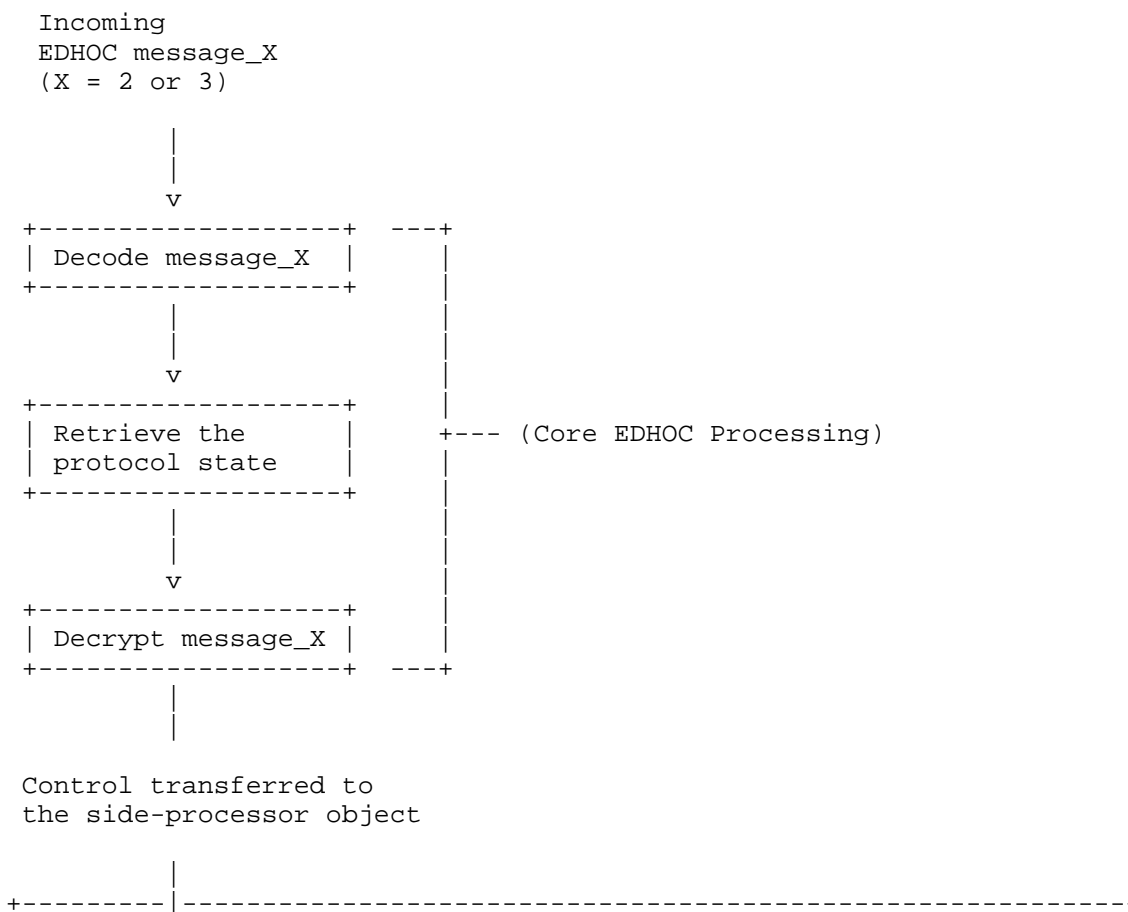 Incoming
EDHOC message_X
(X = 2 or 3)
Decode message_X
Retrieve the
protocol state
+--- (Core EDHOC Processing)
Decrypt message_X
Control transferred to
the side-processor object